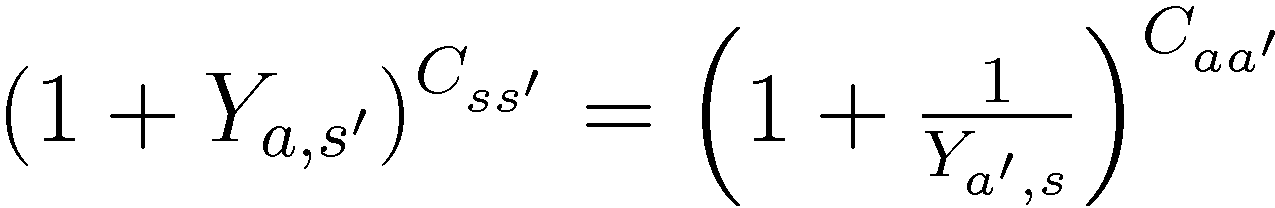 $(1 + Y_{a,s'})^{C_{ss'}} = \left(1 + \frac{1}{Y_{a',s}}\right)^{C_{aa'}}$